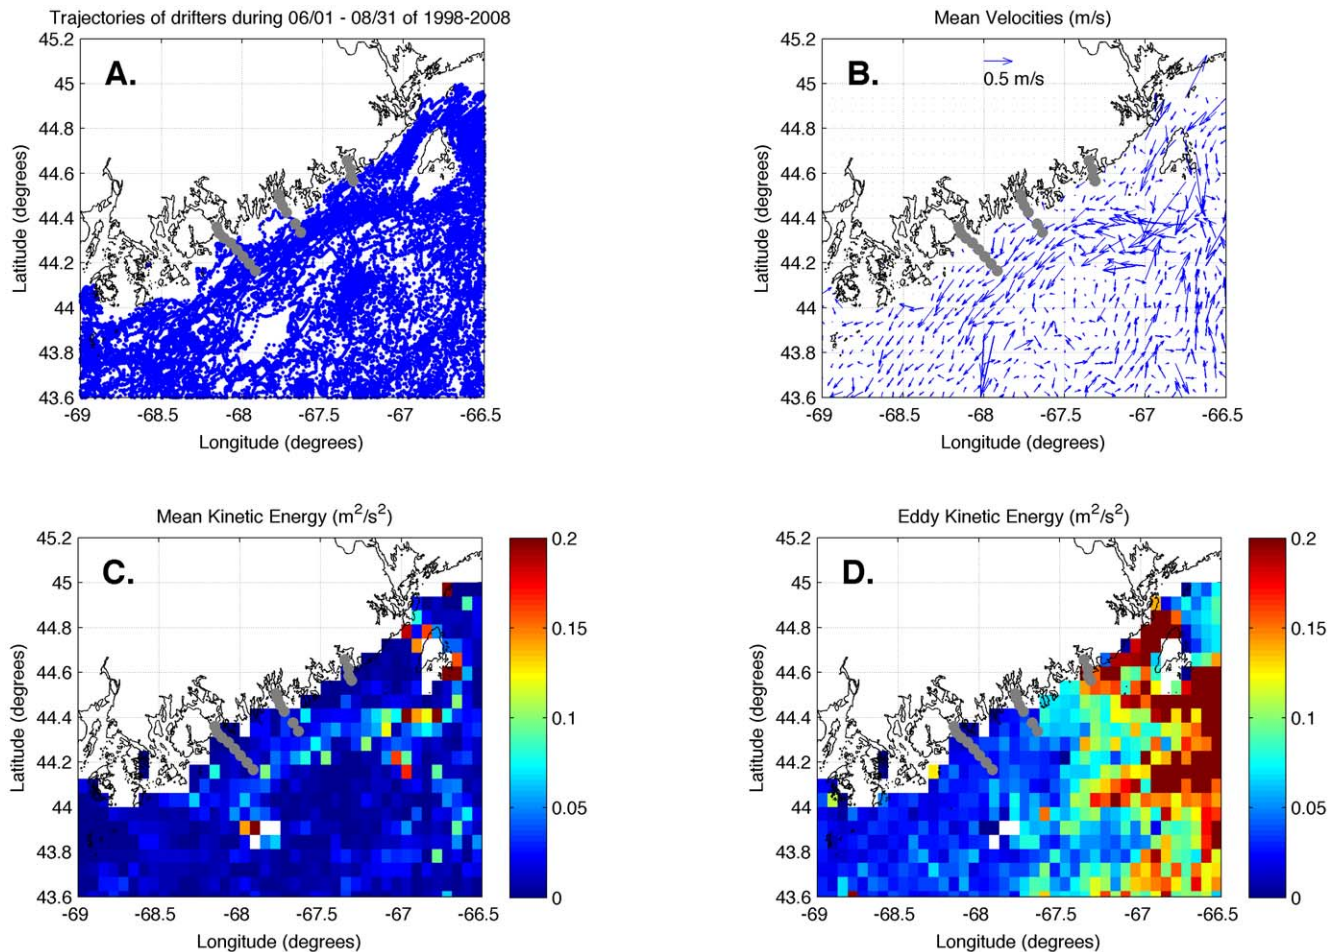 Trajectories of drifters during 06/01 - 08/31 of 1998-2008
A.
45.2
45
44.8
44.6
44.4
44.2
44
43.8
43.6
Latitude (degrees)
-69 -68.5 -68 -67.5 -67 -66.5
Longitude (degrees)
Mean Velocities (m/s)
B.
0.5 m/s
45.2
45
44.8
44.6
44.4
44.2
44
43.8
43.6
Latitude (degrees)
-69 -68.5 -68 -67.5 -67 -66.5
Longitude (degrees)
Mean Kinetic Energy (m²/s²)
C.
45.2
45
44.8
44.6
44.4
44.2
44
43.8
43.6
Latitude (degrees)
-69 -68.5 -68 -67.5 -67 -66.5
Longitude (degrees)
0.2
0.15
0.1
0.05
0
Eddy Kinetic Energy (m²/s²)
D.
45.2
45
44.8
44.6
44.4
44.2
44
43.8
43.6
Latitude (degrees)
-69 -68.5 -68 -67.5 -67 -66.5
Longitude (degrees)
0.2
0.15
0.1
0.05
0